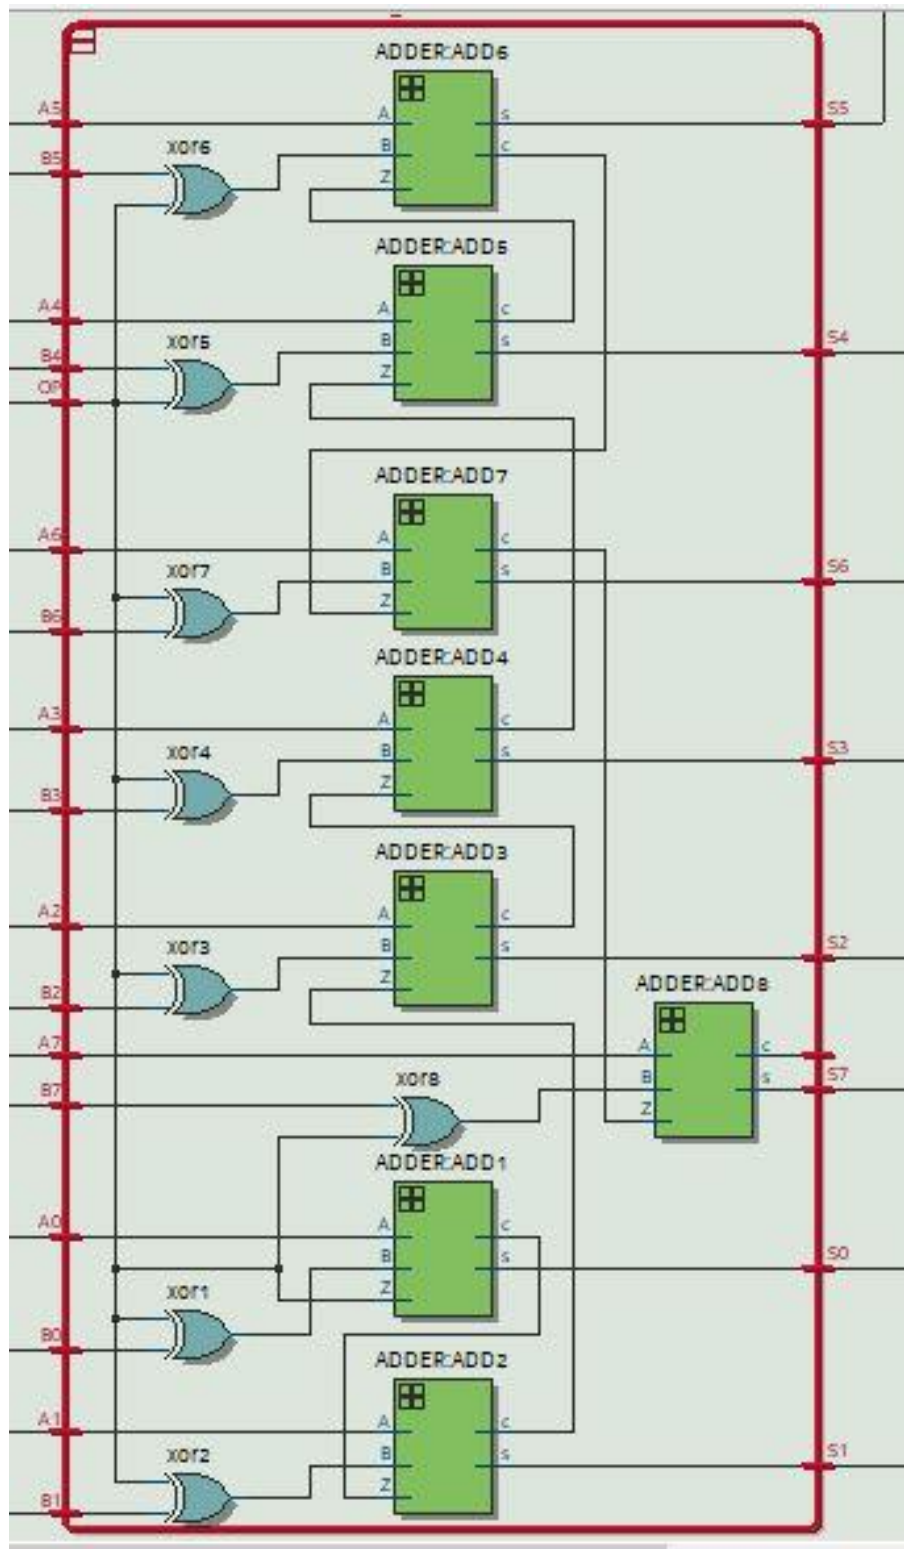 ADDER:ADD6
A5
A
s
S5
xor6
B
c
B5
Z
ADDER:ADD5
A4
A
c
xor5
B
s
S4
B4
Z
OP
ADDER:ADD7
A6
A
c
xor7
B
s
S6
Z
B6
ADDER:ADD4
A3
A
c
xor4
B
s
S3
Z
B3
ADDER:ADD3
A2
A
c
xor3
B
s
S2
Z
B2
ADDER:ADD8
A7
A
c
xor8
B7
B
s
S7
Z
ADDER:ADD1
A0
A
c
B
s
S0
xor1
Z
B0
ADDER:ADD2
A1
A
c
xor2
B
s
S1
Z
B1